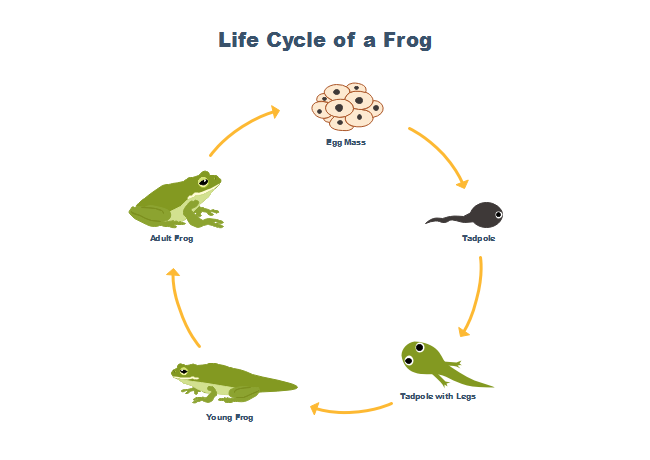 Life Cycle of a Frog
Egg Mass
Tadpole
Tadpole with Legs
Young Frog
Adult Frog